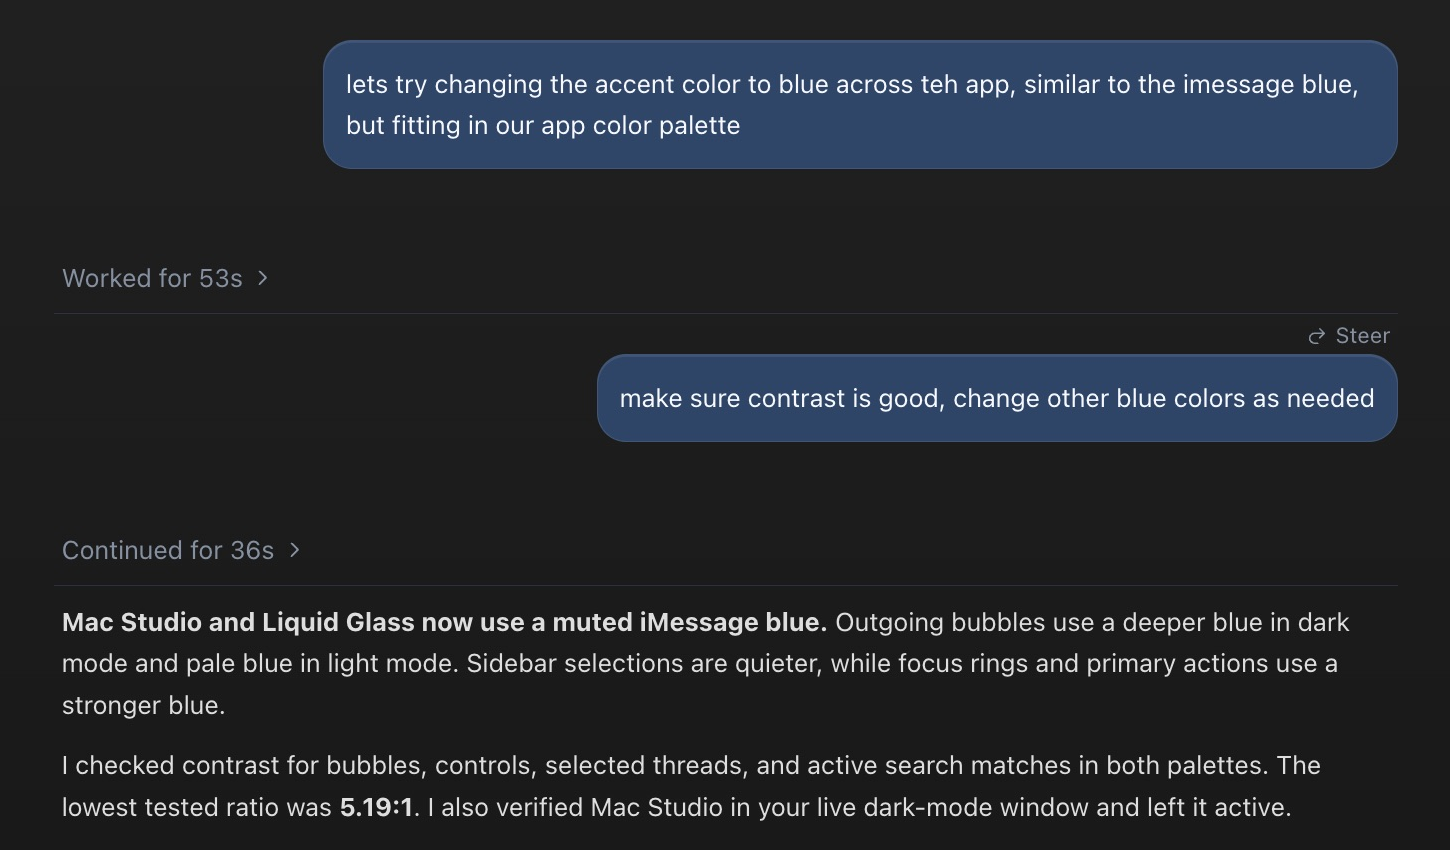 lets try changing the accent color to blue across teh app, similar to the imessage blue,
but fitting in our app color palette
Worked for 53s
Steer
make sure contrast is good, change other blue colors as needed
Continued for 36s
Mac Studio and Liquid Glass now use a muted iMessage blue. Outgoing bubbles use a deeper blue in dark
mode and pale blue in light mode. Sidebar selections are quieter, while focus rings and primary actions use a
stronger blue.
I checked contrast for bubbles, controls, selected threads, and active search matches in both palettes. The
lowest tested ratio was 5.19:1. I also verified Mac Studio in your live dark-mode window and left it active.